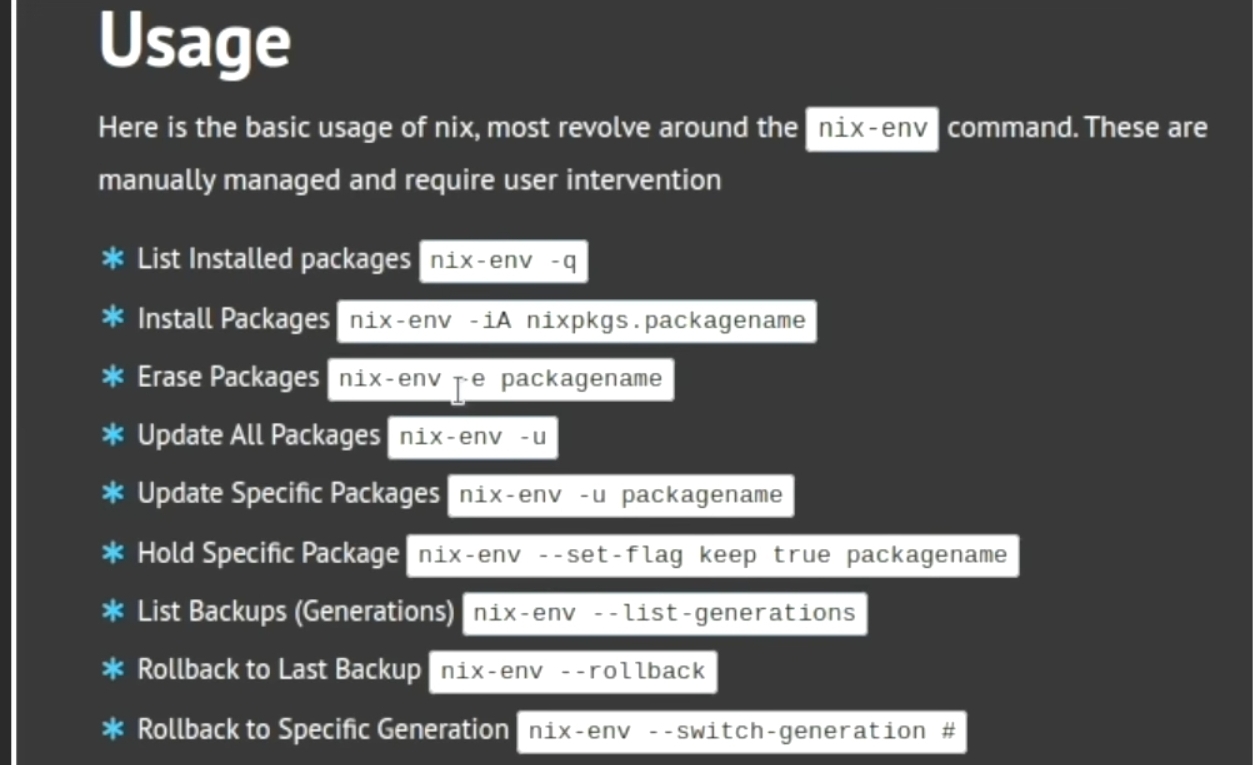 Usage
Here is the basic usage of nix, most revolve around the nix-env command. These are
manually managed and require user intervention
* List Installed packages nix-env -q
* Install Packages nix-env -iA nixpkgs.packagename
* Erase Packages nix-env -e packagename
* Update All Packages nix-env -u
* Update Specific Packages nix-env -u packagename
* Hold Specific Package nix-env --set-flag keep true packagename
* List Backups (Generations) nix-env --list-generations
* Rollback to Last Backup nix-env --rollback
* Rollback to Specific Generation nix-env --switch-generation #